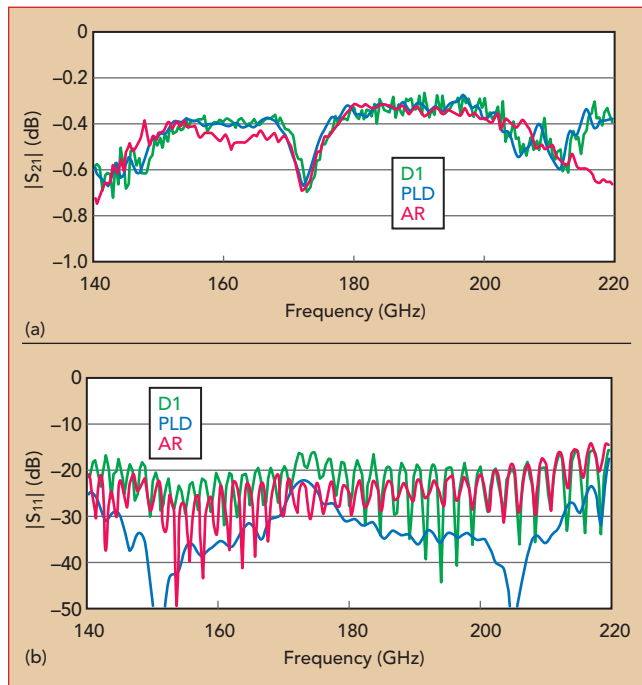 0
–0.2
–0.4
–0.6
–0.8
–1.0
|S21| (dB)
D1
PLD
AR
140 160 180 200 220
Frequency (GHz)
(a)
0
–10
–20
–30
–40
–50
|S11| (dB)
D1
PLD
AR
140 160 180 200 220
Frequency (GHz)
(b)